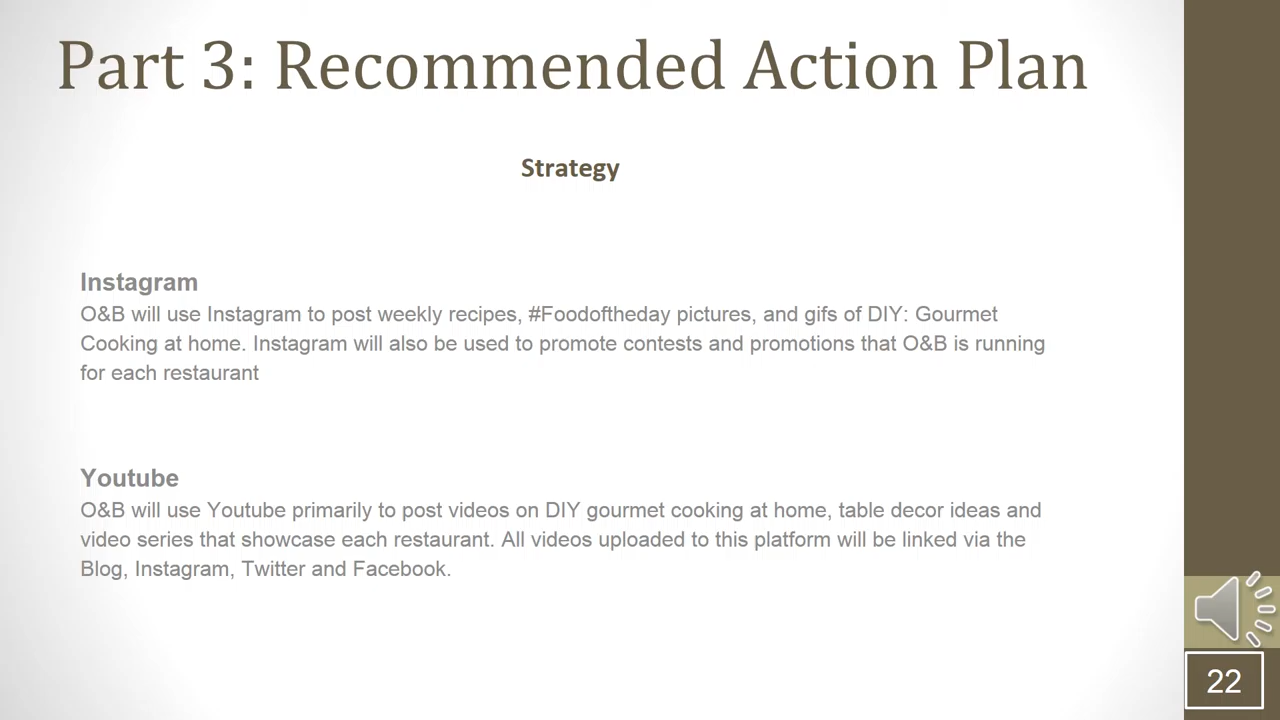 Part 3: Recommended Action Plan
Strategy
Instagram
O&B will use Instagram to post weekly recipes, #Foodoftheday pictures, and gifs of DIY: Gourmet
Cooking at home. Instagram will also be used to promote contests and promotions that O&B is running
for each restaurant
Youtube
O&B will use Youtube primarily to post videos on DIY gourmet cooking at home, table decor ideas and
video series that showcase each restaurant. All videos uploaded to this platform will be linked via the
Blog, Instagram, Twitter and Facebook.
22